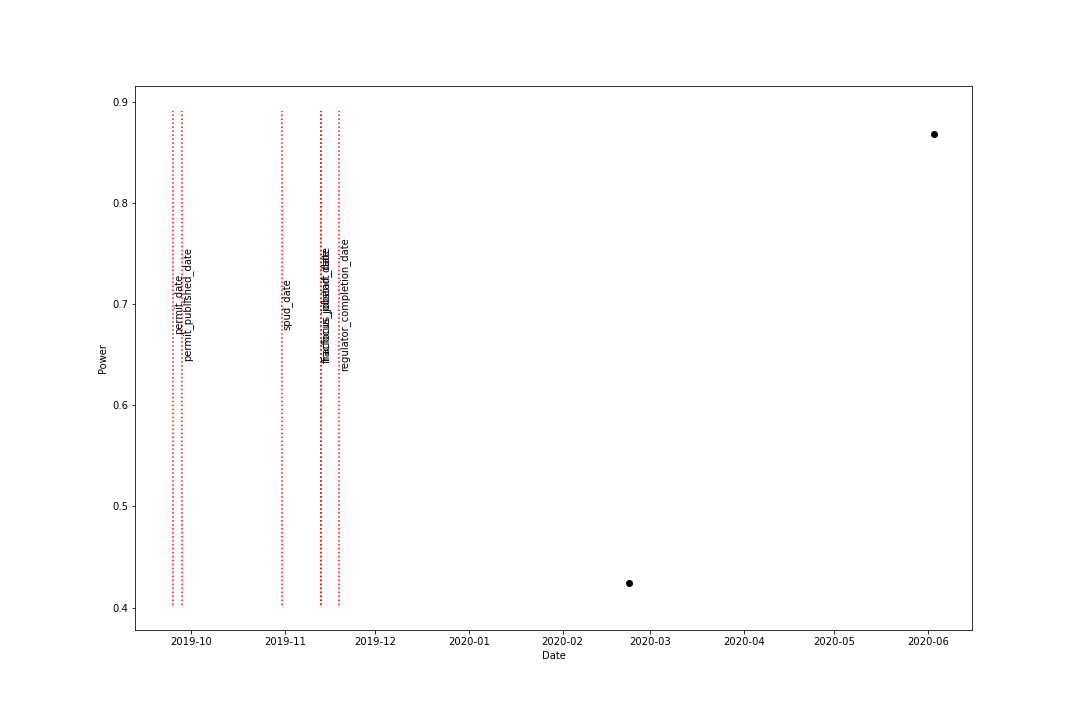 0.9
0.8
0.7
0.6
0.5
0.4
Power
permit_date
permit_published_date
spud_date
regulator_completion_date
2019-10
2019-11
2019-12
2020-01
2020-02
2020-03
2020-04
2020-05
2020-06
Date